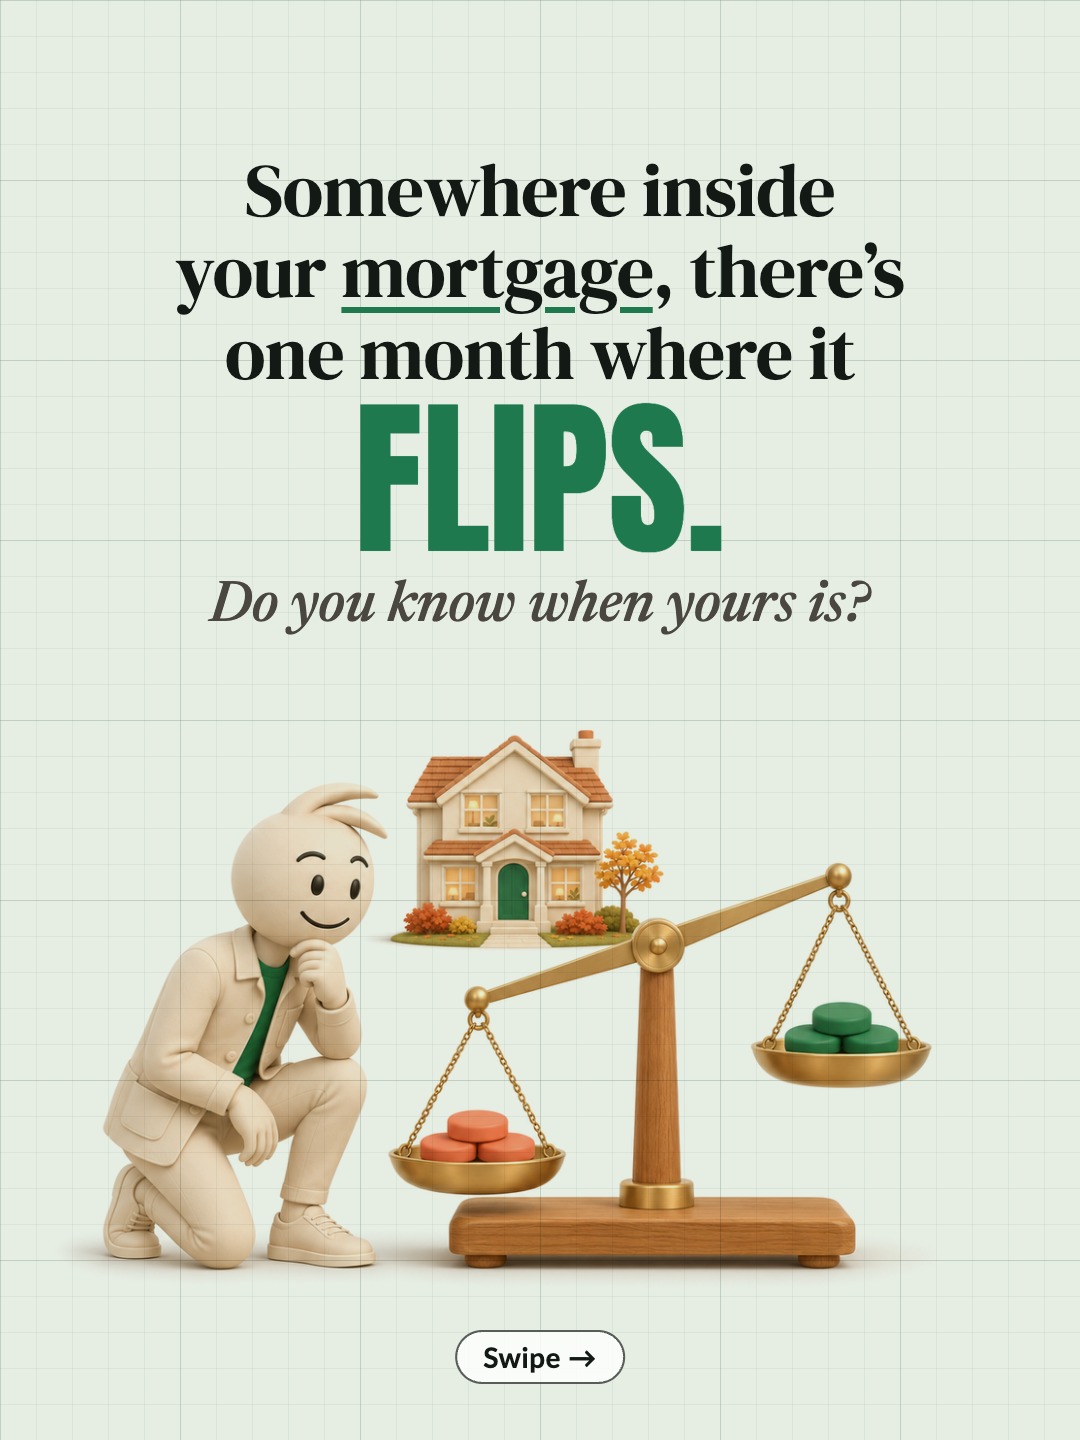 Somewhere inside
your mortgage, there’s
one month where it
FLIPS.
Do you know when yours is?
Swipe →